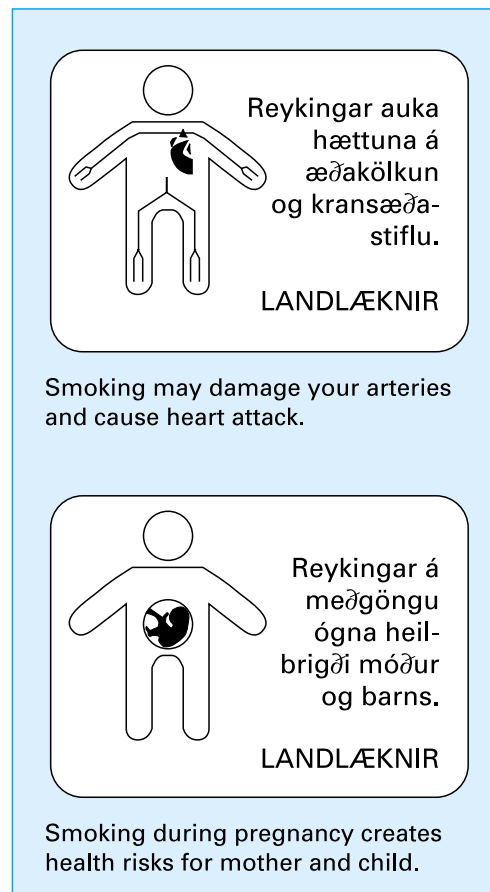 Reykingar auka
hættuna á
æðakölkun
og kransæða-
stiflu.
LANDLÆKNIR
Smoking may damage your arteries
and cause heart attack.
Reykingar á
meðgöngu
ógna heil-
brigði móður
og barns.
LANDLÆKNIR
Smoking during pregnancy creates
health risks for mother and child.